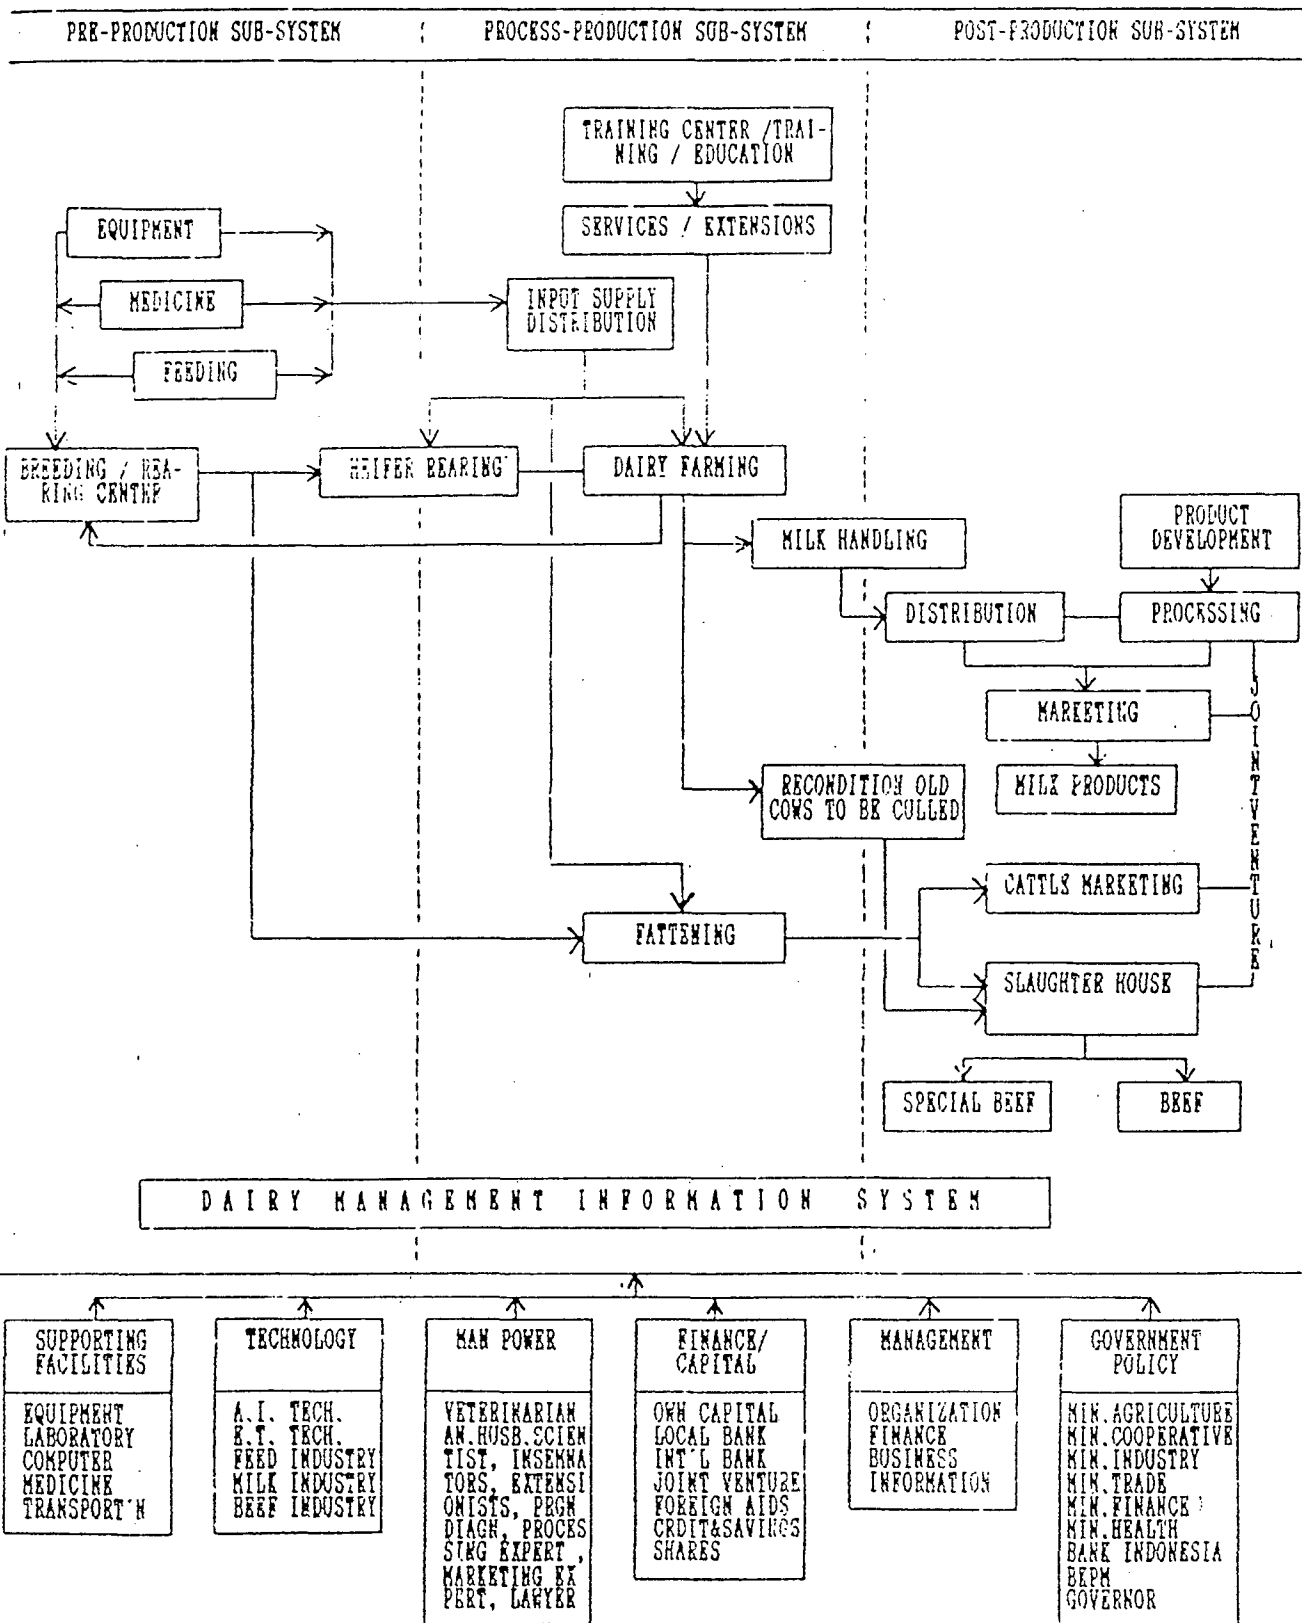 PRE-PRODUCTION SUB-SYSTEM
PROCESS-PRODUCTION SUB-SYSTEM
POST-PRODUCTION SUB-SYSTEM
TRAINING CENTER /TRAI-
NING / EDUCATION
SERVICES / EXTENSIONS
EQUIPMENT
MEDICINE
FEEDING
INPUT SUPPLY
DISTRIBUTION
BREEDING / REA-
RING CENTER
HEIFER REARING
DAIRY FARMING
MILK HANDLING
PRODUCT
DEVELOPMENT
DISTRIBUTION
PROCESSING
MARKETING
MILK PRODUCTS
JOINTVENTURE
RECONDITION OLD
COWS TO BE CULLED
CATTLE MARKETING
FATTENING
SLAUGHTER HOUSE
SPECIAL BEEF
BEEF
DAIRY MANAGEMENT INFORMATION SYSTEM
SUPPORTING
FACILITIES
EQUIPMENT
LABORATORY
COMPUTER
MEDICINE
TRANSPORT'N
TECHNOLOGY
A.I. TECH.
E.T. TECH.
FEED INDUSTRY
MILK INDUSTRY
BEEF INDUSTRY
MAN POWER
VETERINARIAN
AN.HUSB.SCIEN
TIST, INSEMNA
TORS, EXTENSI
ONISTS, PRGN
DIAGN, PROCES
SING EXPERT ,
MARKETING EX
PERT, LAWYER
FINANCE/
CAPITAL
OWN CAPITAL
LOCAL BANK
INT'L BANK
JOINT VENTURE
FOREIGN AIDS
CRDIT&SAVINGS
SHARES
MANAGEMENT
ORGANIZATION
FINANCE
BUSINESS
INFORMATION
GOVERNMENT
POLICY
MIN.AGRICULTURE
MIN.COOPERATIVE
MIN.INDUSTRY
MIN.TRADE
MIN.FINANCE
MIN.HEALTH
BANK INDONESIA
BKPM
GOVERNOR